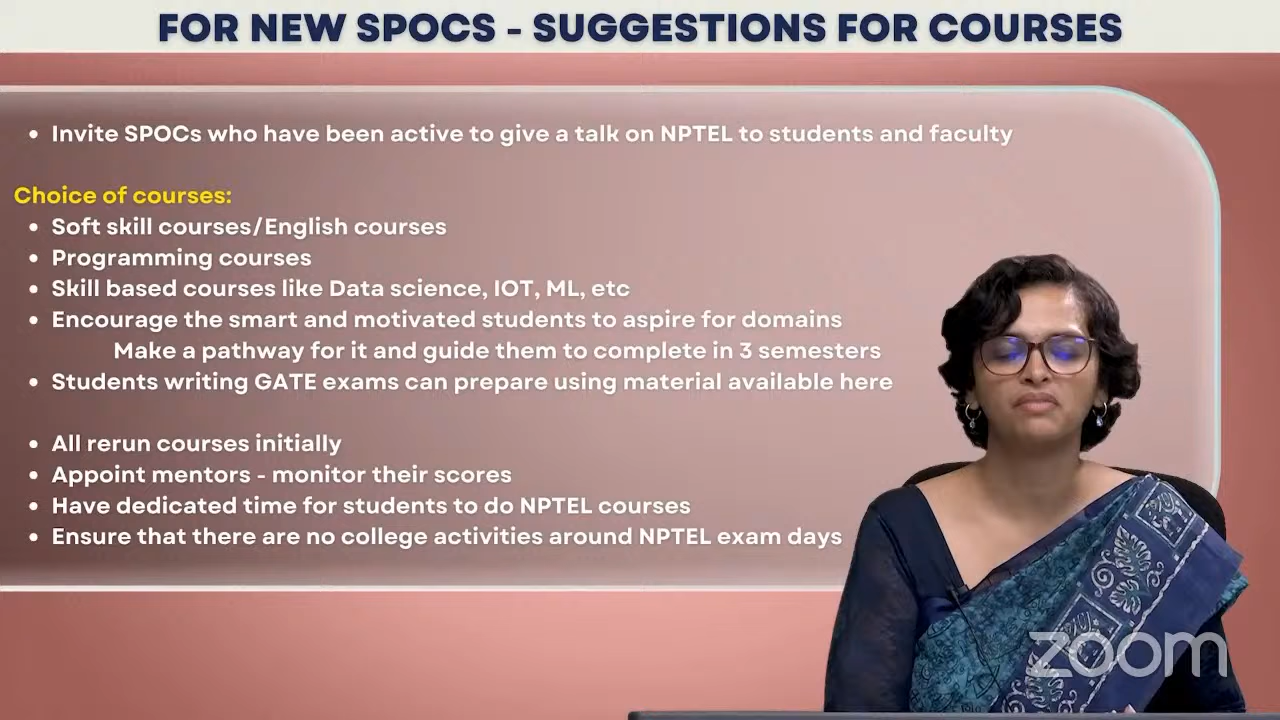 FOR NEW SPOCS - SUGGESTIONS FOR COURSES
• Invite SPOCs who have been active to give a talk on NPTEL to students and faculty
Choice of courses:
• Soft skill courses/English courses
• Programming courses
• Skill based courses like Data science, IOT, ML, etc
• Encourage the smart and motivated students to aspire for domains
Make a pathway for it and guide them to complete in 3 semesters
• Students writing GATE exams can prepare using material available here
• All rerun courses initially
• Appoint mentors - monitor their scores
• Have dedicated time for students to do NPTEL courses
• Ensure that there are no college activities around NPTEL exam days
zoom